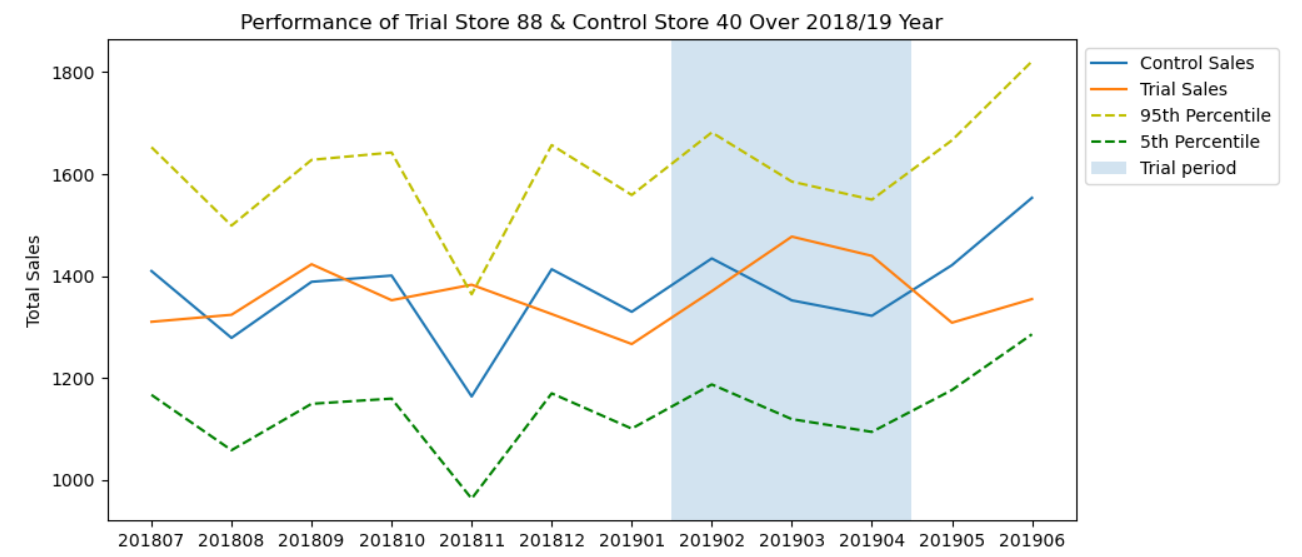 Performance of Trial Store 88 & Control Store 40 Over 2018/19 Year
Total Sales
1800
1600
1400
1200
1000
201807 201808 201809 201810 201811 201812 201901 201902 201903 201904 201905 201906
Control Sales
Trial Sales
95th Percentile
5th Percentile
Trial period